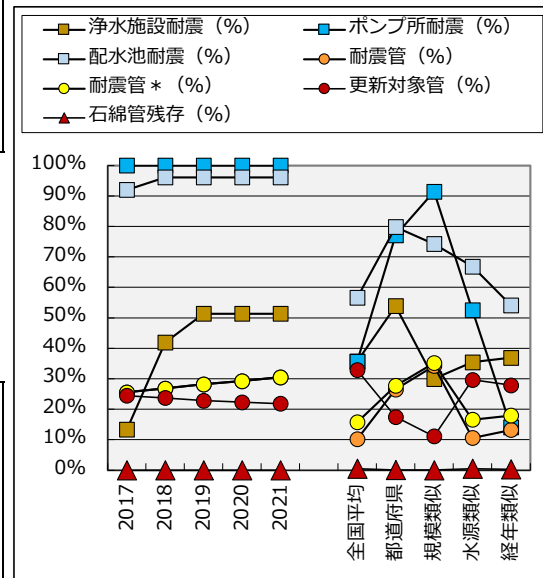 浄水施設耐震（%） ポンプ所耐震（%）
配水池耐震（%） 耐震管（%）
耐震管＊（%） 更新対象管（%）
石綿管残存（%）
100%
90%
80%
70%
60%
50%
40%
30%
20%
10%
0%
2017
2018
2019
2020
2021
全国平均
都道府県
規模類似
水源類似
経年類似